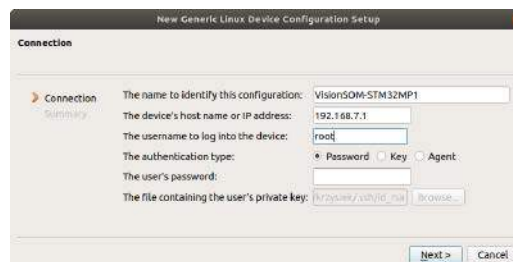 New Generic Linux Device Configuration Setup
Connection
Connection
Summary
The name to identify this configuration: VisionSOM-STM32MP1
The device's host name or IP address: 192.168.7.1
The username to log into the device: root
The authentication type: Password Key Agent
The user's password:
The file containing the user's private key: Browse...
Next > Cancel